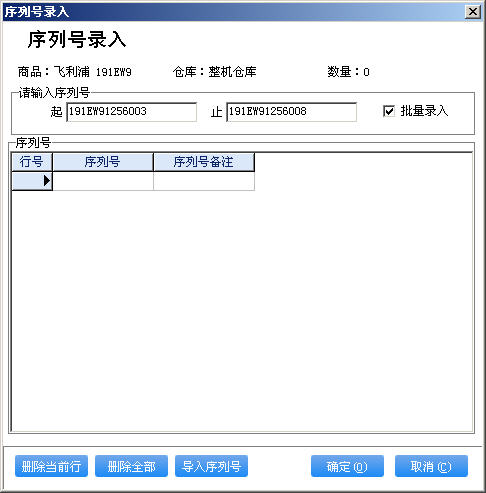 序列号录入
序列号录入
商品：飞利浦 191EW9 仓库：整机仓库 数量：0
请输入序列号
起 191EW91256003 止 191EW91256008 批量录入
序列号
行号 序列号 序列号备注
删除当前行 删除全部 导入序列号 确定(O) 取消(C)